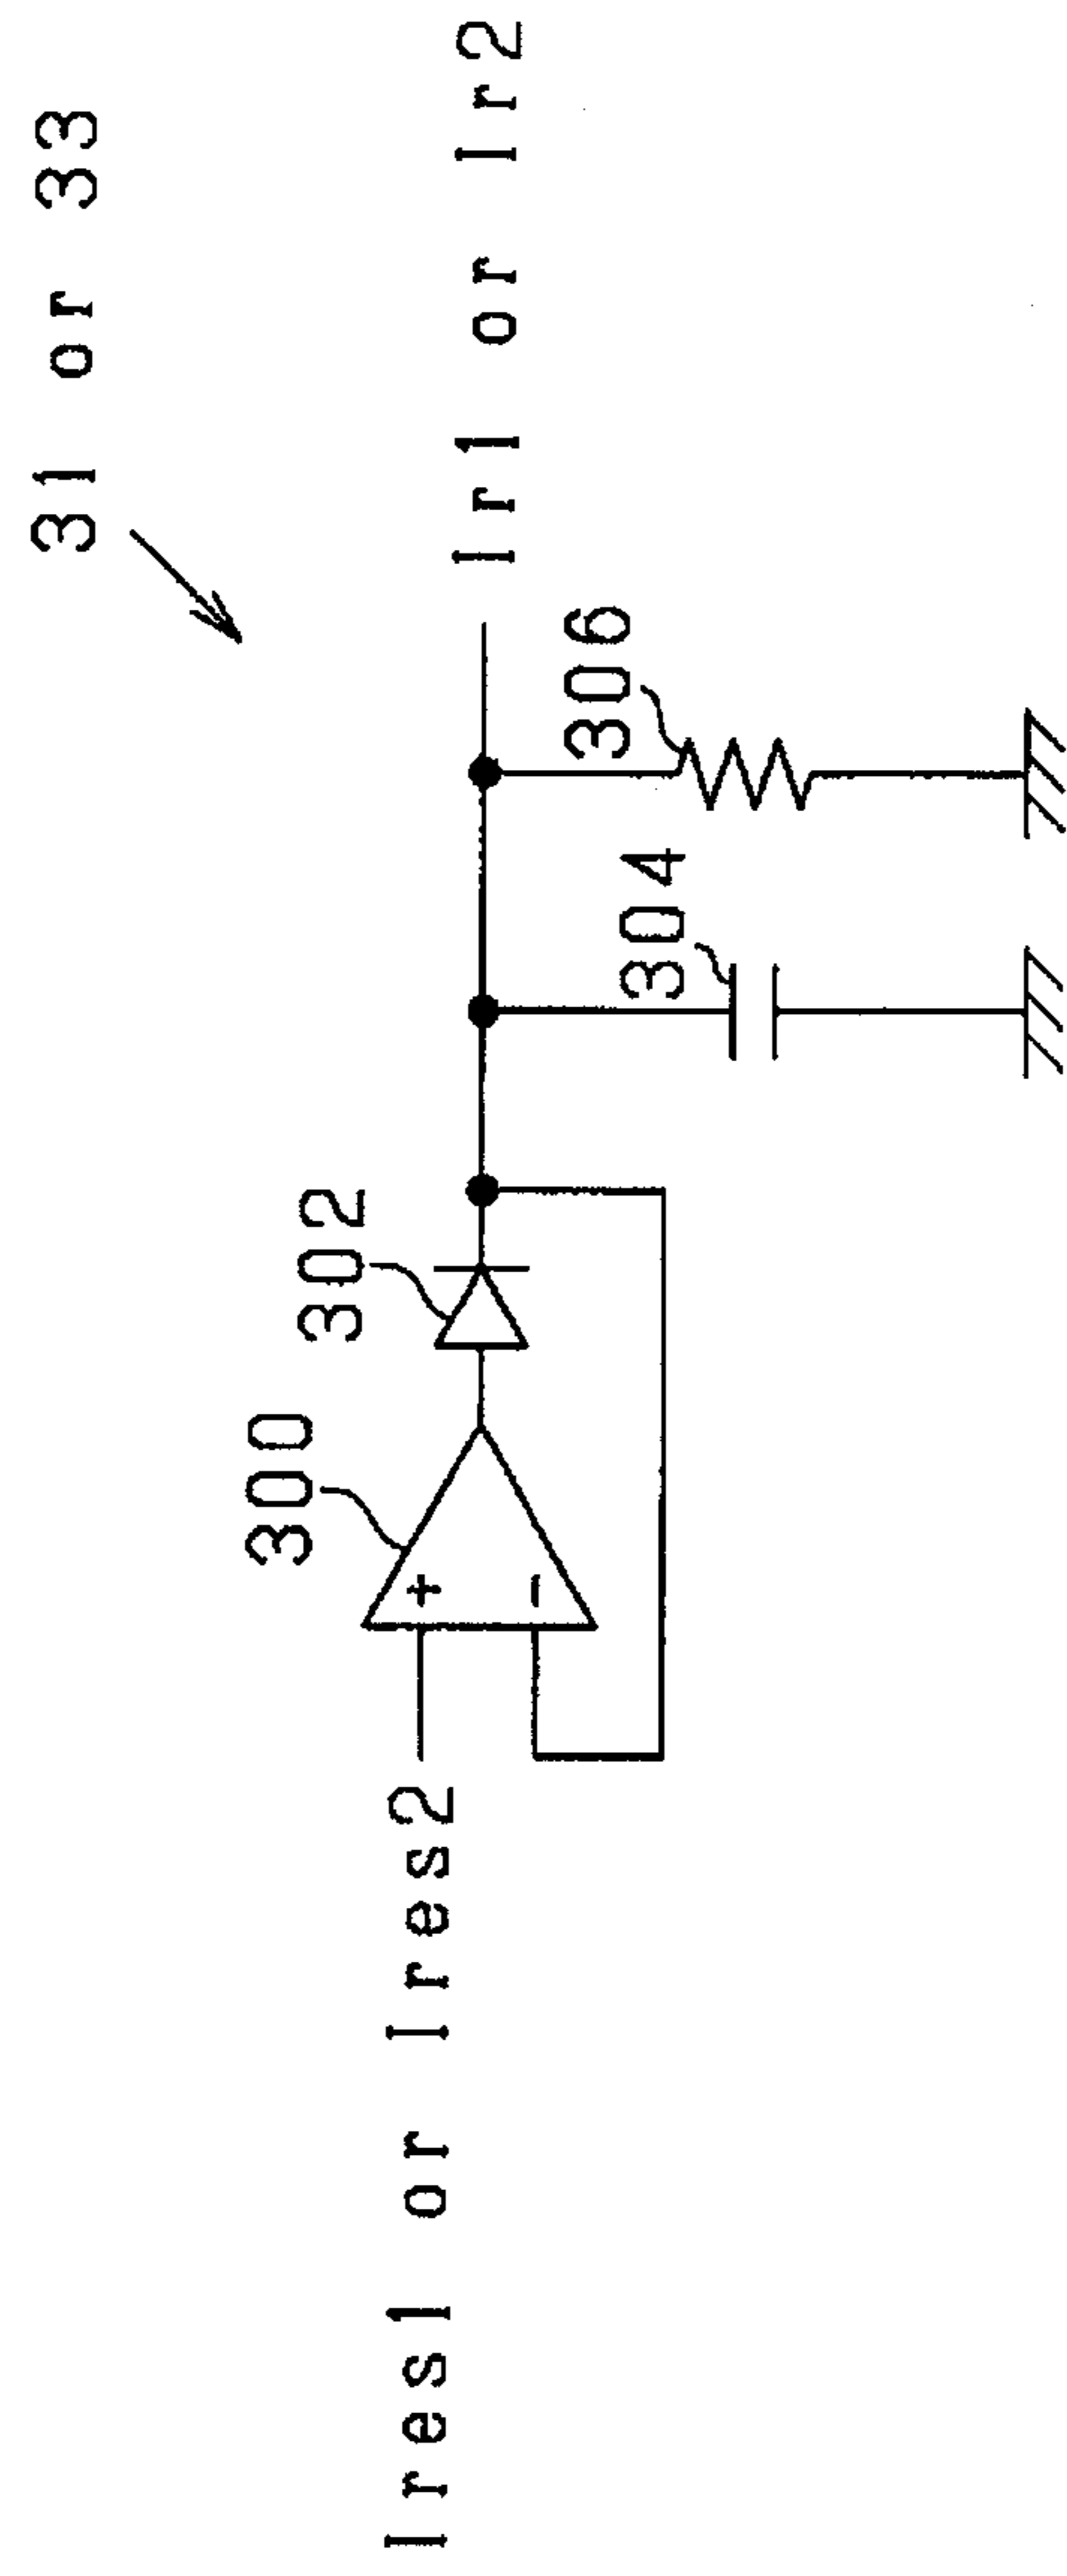 31 or 33
Ires1 or Ires2
300
+
-
302
304
306
Ir1 or Ir2